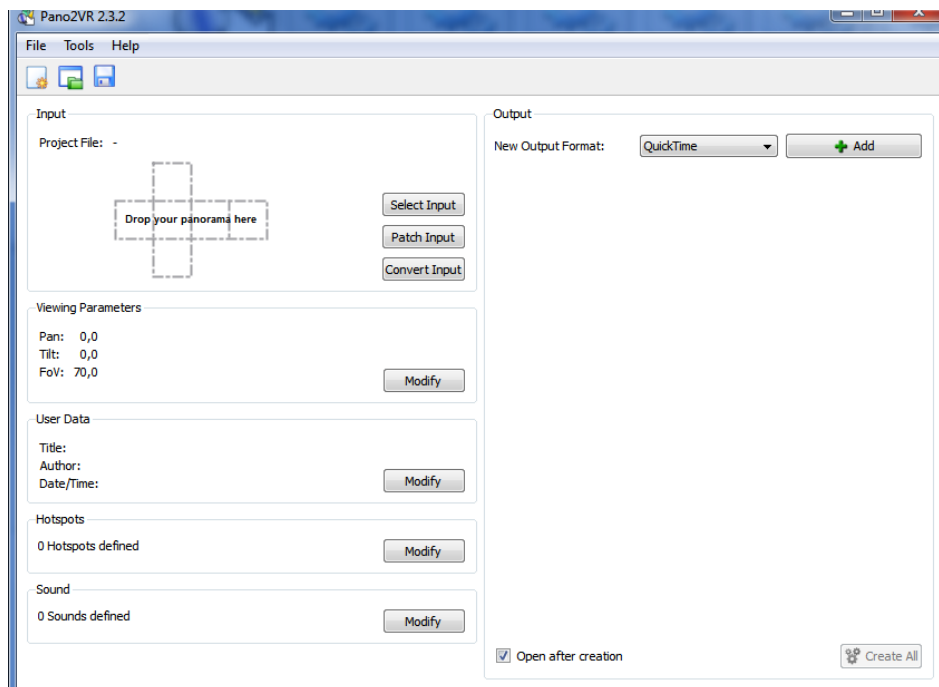 Pano2VR 2.3.2
File Tools Help
Input
Project File: -
Drop your panorama here
Select Input
Patch Input
Convert Input
Viewing Parameters
Pan: 0,0
Tilt: 0,0
FoV: 70,0
Modify
User Data
Title:
Author:
Date/Time:
Modify
Hotspots
0 Hotspots defined
Modify
Sound
0 Sounds defined
Modify
Output
New Output Format: QuickTime Add
Open after creation Create All